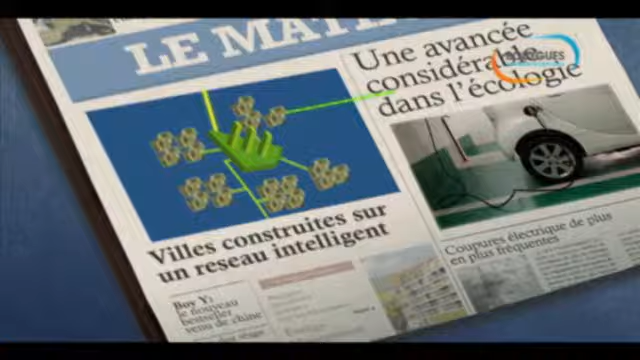 LE MATI
Une avancée
considérable
dans l'écologie
BOUYGUES
Villes construites sur
un reseau intelligent
Coupures électrique de plus
en plus fréquentes
Boy Y:
le nouveau
bestseller
venu de chine